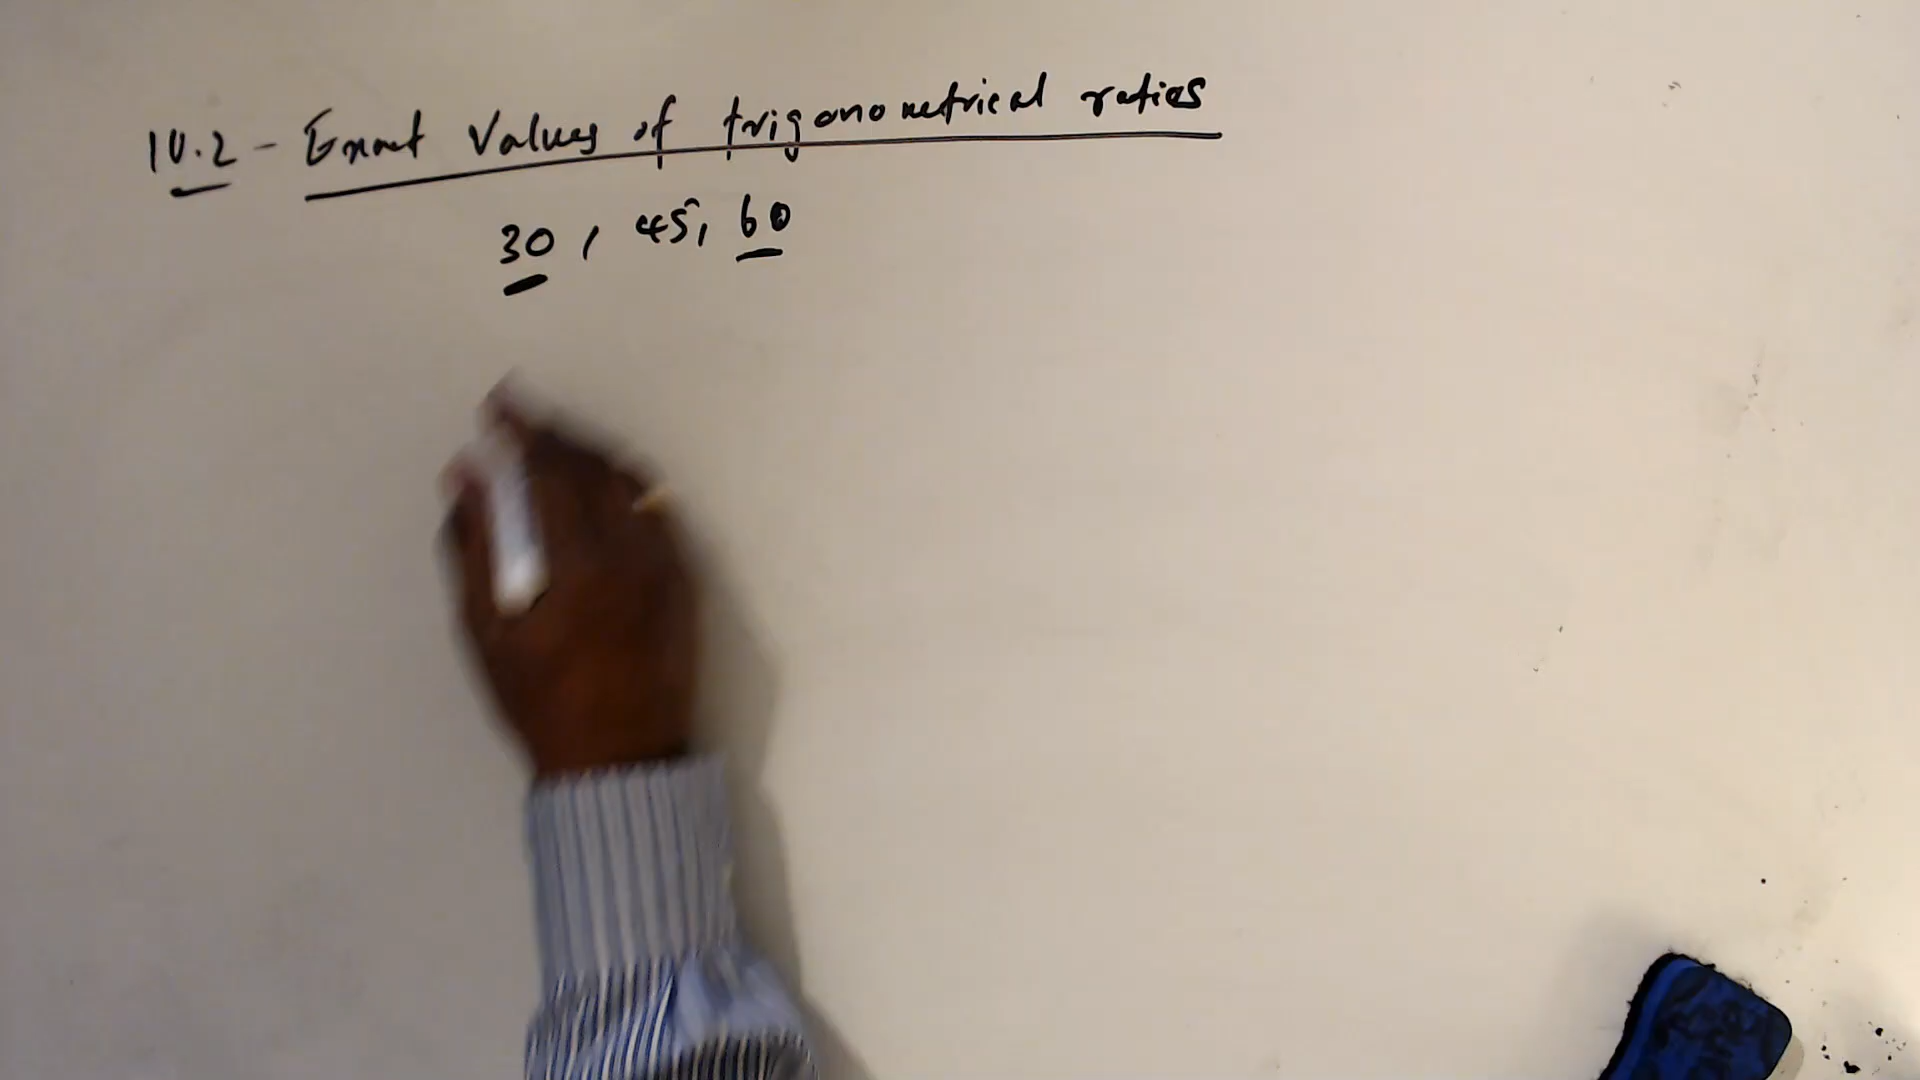 10.2 - Exact Values of trigonometrical ratios
30, 45, 60